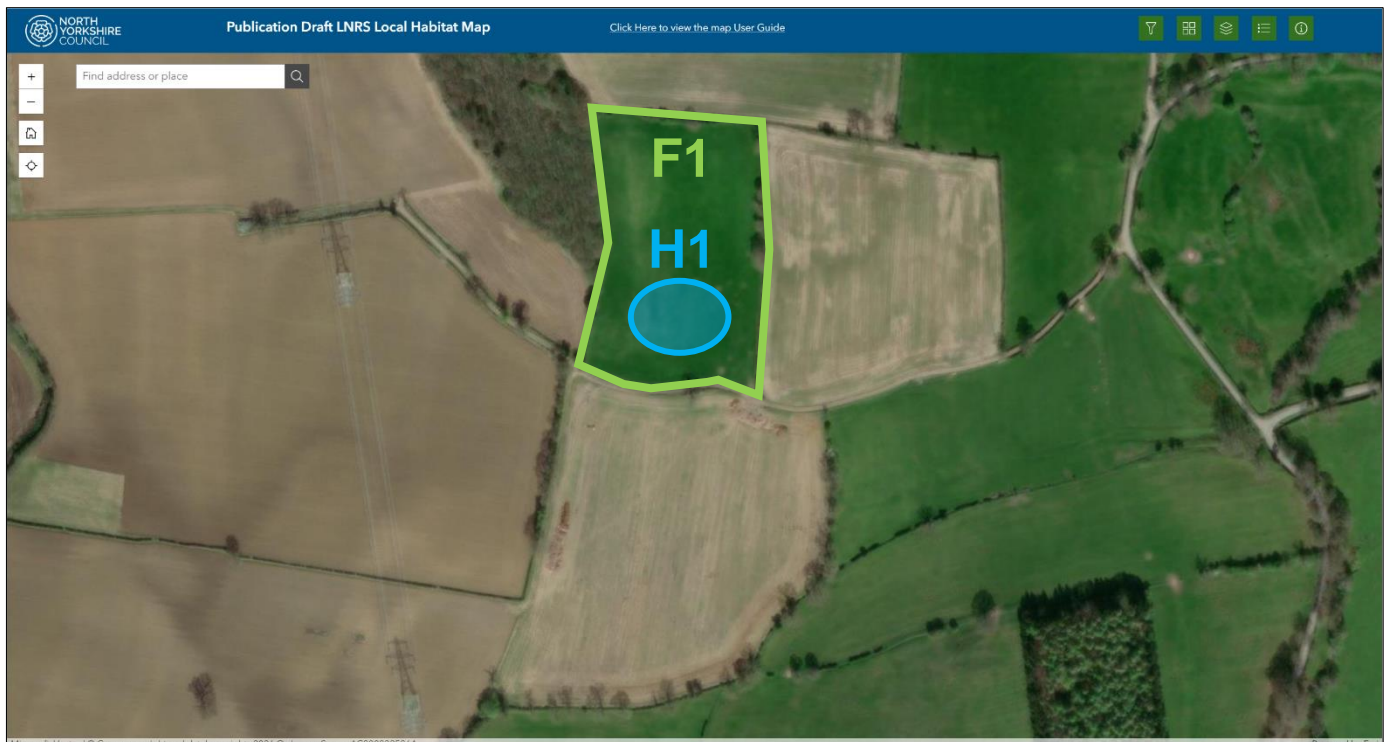 NORTH
YORKSHIRE
COUNCIL
Publication Draft LNRS Local Habitat Map
Click Here to view the map User Guide
+
Find address or place
−
F1
H1